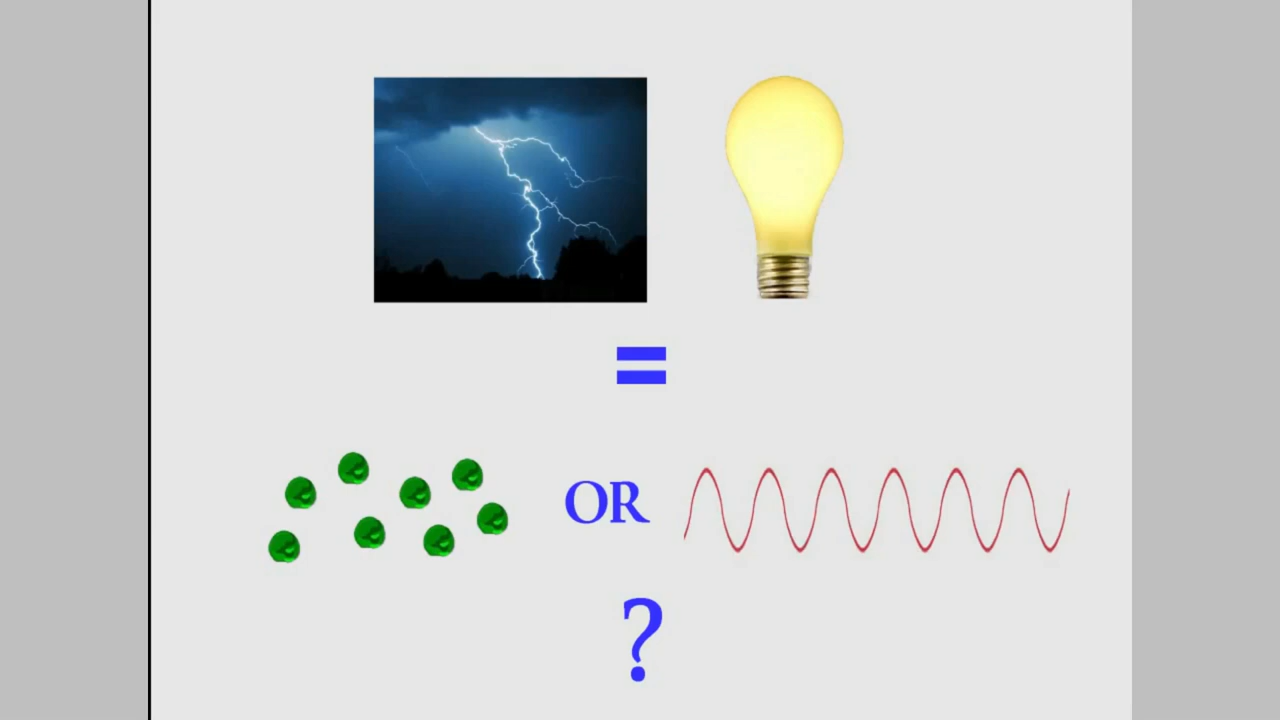 =
OR
?